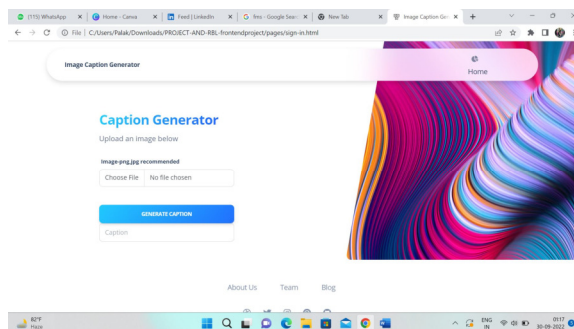 (115) WhatsApp
Home - Canva
Feed | LinkedIn
fms - Google Sear
New Tab
Image Caption Ger
File C:/Users/Palak/Downloads/PROJECT-AND-RBL-frontendproject/pages/sign-in.html
Image Caption Generator
Home
Caption Generator
Upload an image below
Image-png,jpg recommended
Choose File No file chosen
GENERATE CAPTION
Caption
About Us Team Blog
82°F
Haze
ENG
IN
01:17
30-09-2022